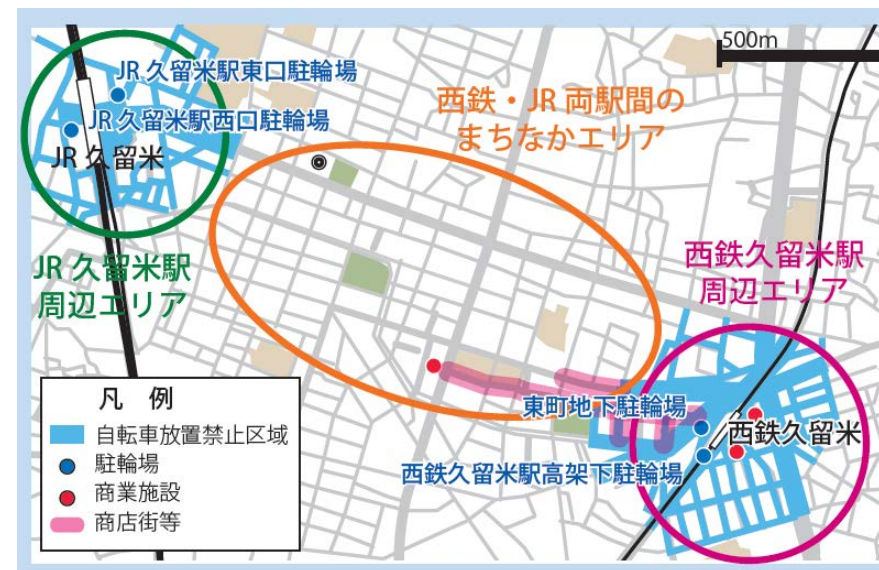 500m
JR久留米駅東口駐輪場
JR久留米駅西口駐輪場
JR久留米
西鉄・JR両駅間の
まちなかエリア
JR久留米駅
周辺エリア
西鉄久留米駅
周辺エリア
東町地下駐輪場
西鉄久留米
西鉄久留米駅高架下駐輪場
凡 例
自転車放置禁止区域
駐輪場
商業施設
商店街等